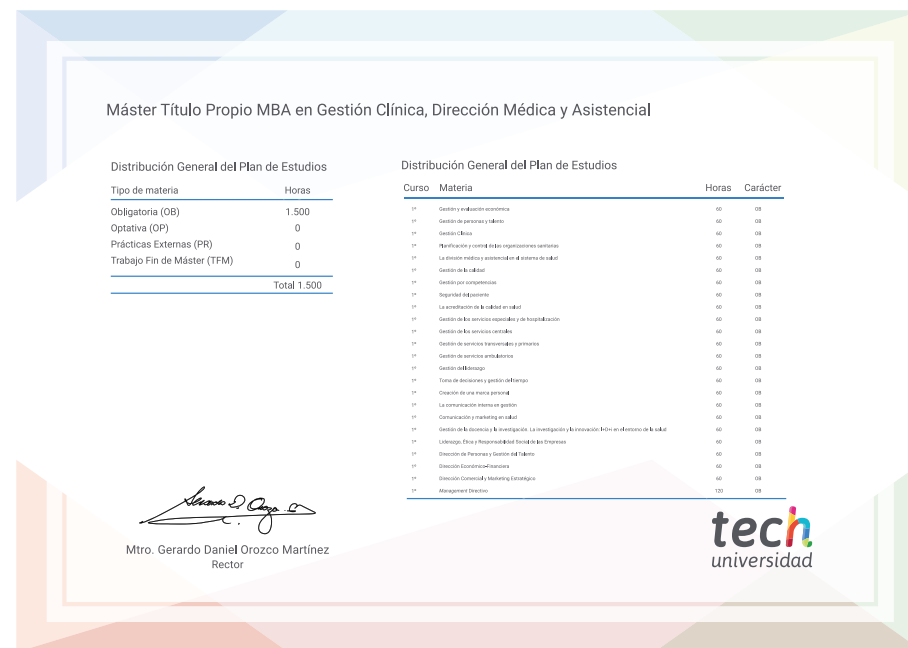 Máster Título Propio MBA en Gestión Clínica, Dirección Médica y Asistencial
Distribución General del Plan de Estudios
Tipo de materia Horas
Obligatoria (OB) 1.500
Optativa (OP) 0
Prácticas Externas (PR) 0
Trabajo Fin de Máster (TFM) 0
Total 1.500
Distribución General del Plan de Estudios
Curso Materia Horas Carácter
1º Gestión y evaluación económica 60 OB
1º Gestión de personas y talento 60 OB
1º Gestión Clínica 60 OB
1º Planificación y control de las organizaciones sanitarias 60 OB
1º La división médica y asistencial en el sistema de salud 60 OB
1º Gestión de la calidad 60 OB
1º Gestión por competencias 60 OB
1º Seguridad del paciente 60 OB
1º La acreditación de la calidad en salud 60 OB
1º Gestión de los servicios especiales y de hospitalización 60 OB
1º Gestión de los servicios centrales 60 OB
1º Gestión de servicios transversales y primarios 60 OB
1º Gestión de servicios ambulatorios 60 OB
1º Gestión del liderazgo 60 OB
1º Toma de decisiones y gestión del tiempo 60 OB
1º Creación de una marca personal 60 OB
1º La comunicación interna en gestión 60 OB
1º Comunicación y marketing en salud 60 OB
1º Gestión de la docencia y la investigación. La investigación y la innovación: I+D+i en el entorno de la salud 60 OB
1º Liderazgo, Ética y Responsabilidad Social de las Empresas 60 OB
1º Dirección de Personas y Gestión del Talento 60 OB
1º Dirección Económico-Financiera 60 OB
1º Dirección Comercial y Marketing Estratégico 60 OB
1º Management Directivo 120 OB
Mtro. Gerardo Daniel Orozco Martínez
Rector
tech
universidad